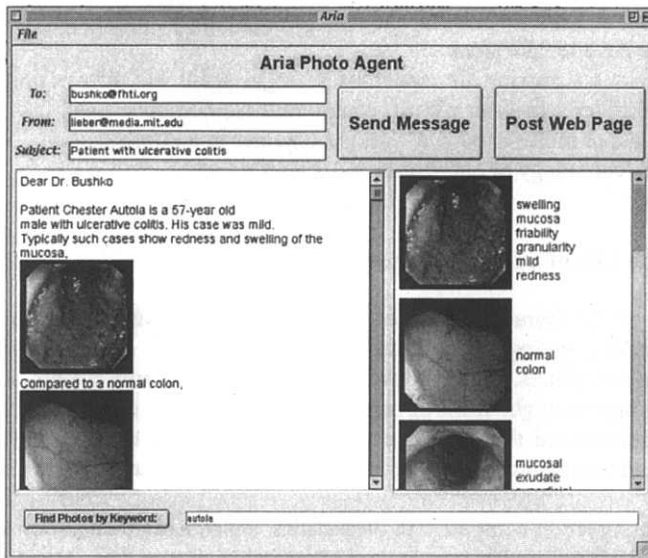 Aria
File
Aria Photo Agent
To:
bushko@fhti.org
From:
lieber@media.mit.edu
Subject:
Patient with ulcerative colitis
Send Message
Post Web Page
Dear Dr. Bushko
Patient Chester Autola is a 57-year old
male with ulcerative colitis. His case was mild.
Typically such cases show redness and swelling of the
mucosa,
Compared to a normal colon,
swelling
mucosa
friability
granularity
mild
redness
normal
colon
mucosal
exudate
Find Photos by Keyword:
autola